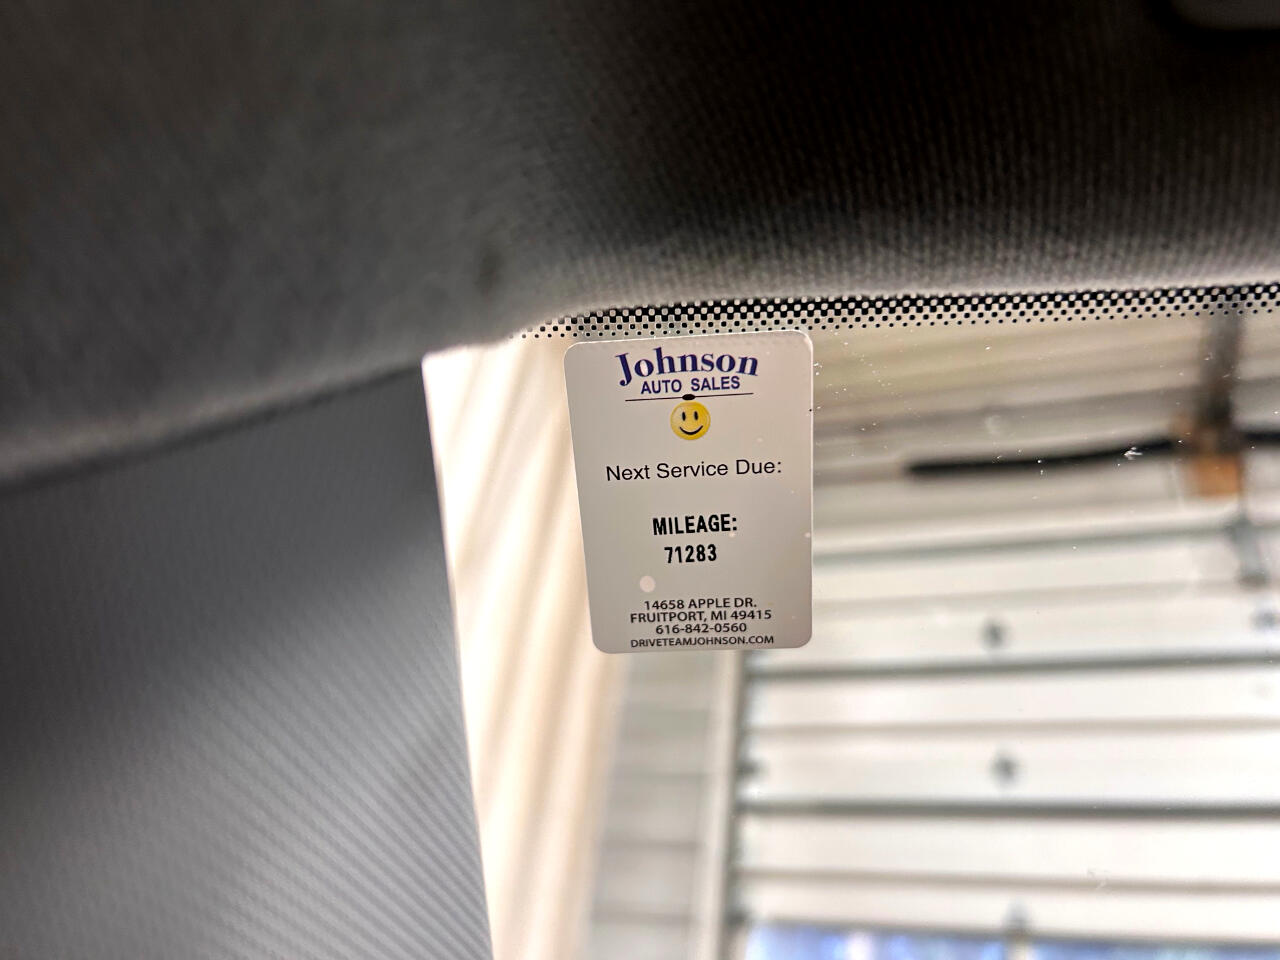 Johnson
AUTO SALES
Next Service Due:
MILEAGE:
71283
14658 APPLE DR.
FRUITPORT, MI 49415
616-842-0560
DRIVETEAMJOHNSON.COM